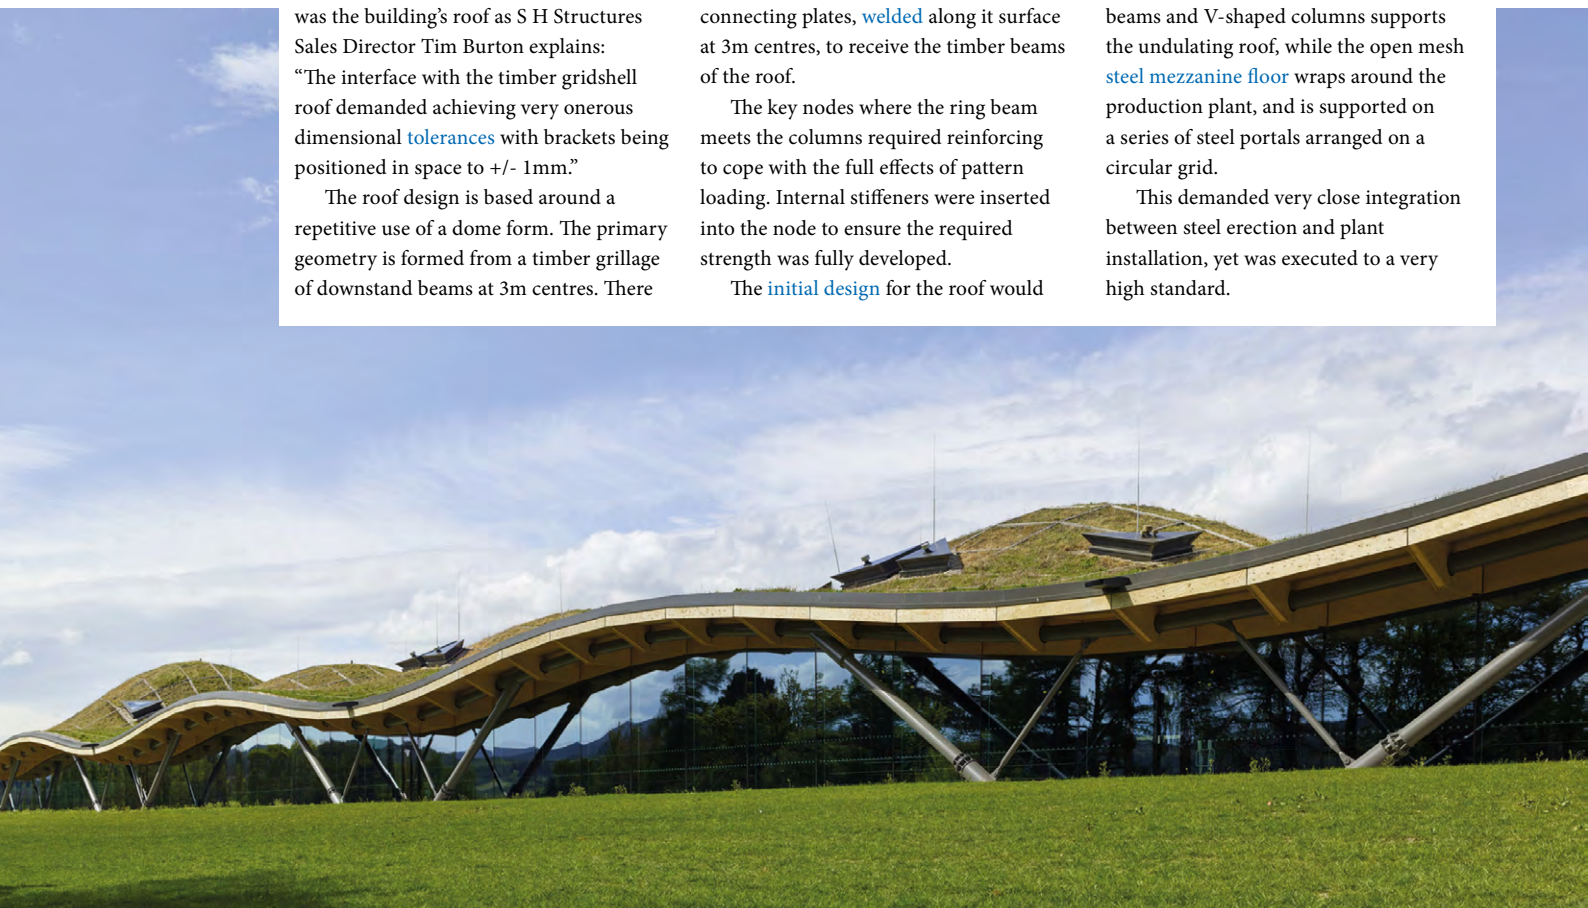 was the building’s roof as S H Structures
Sales Director Tim Burton explains:
“The interface with the timber gridshell
roof demanded achieving very onerous
dimensional tolerances with brackets being
positioned in space to +/- 1mm.”
The roof design is based around a
repetitive use of a dome form. The primary
geometry is formed from a timber grillage
of downstand beams at 3m centres. There
connecting plates, welded along it surface
at 3m centres, to receive the timber beams
of the roof.
The key nodes where the ring beam
meets the columns required reinforcing
to cope with the full effects of pattern
loading. Internal stiffeners were inserted
into the node to ensure the required
strength was fully developed.
The initial design for the roof would
beams and V-shaped columns supports
the undulating roof, while the open mesh
steel mezzanine floor wraps around the
production plant, and is supported on
a series of steel portals arranged on a
circular grid.
This demanded very close integration
between steel erection and plant
installation, yet was executed to a very
high standard.